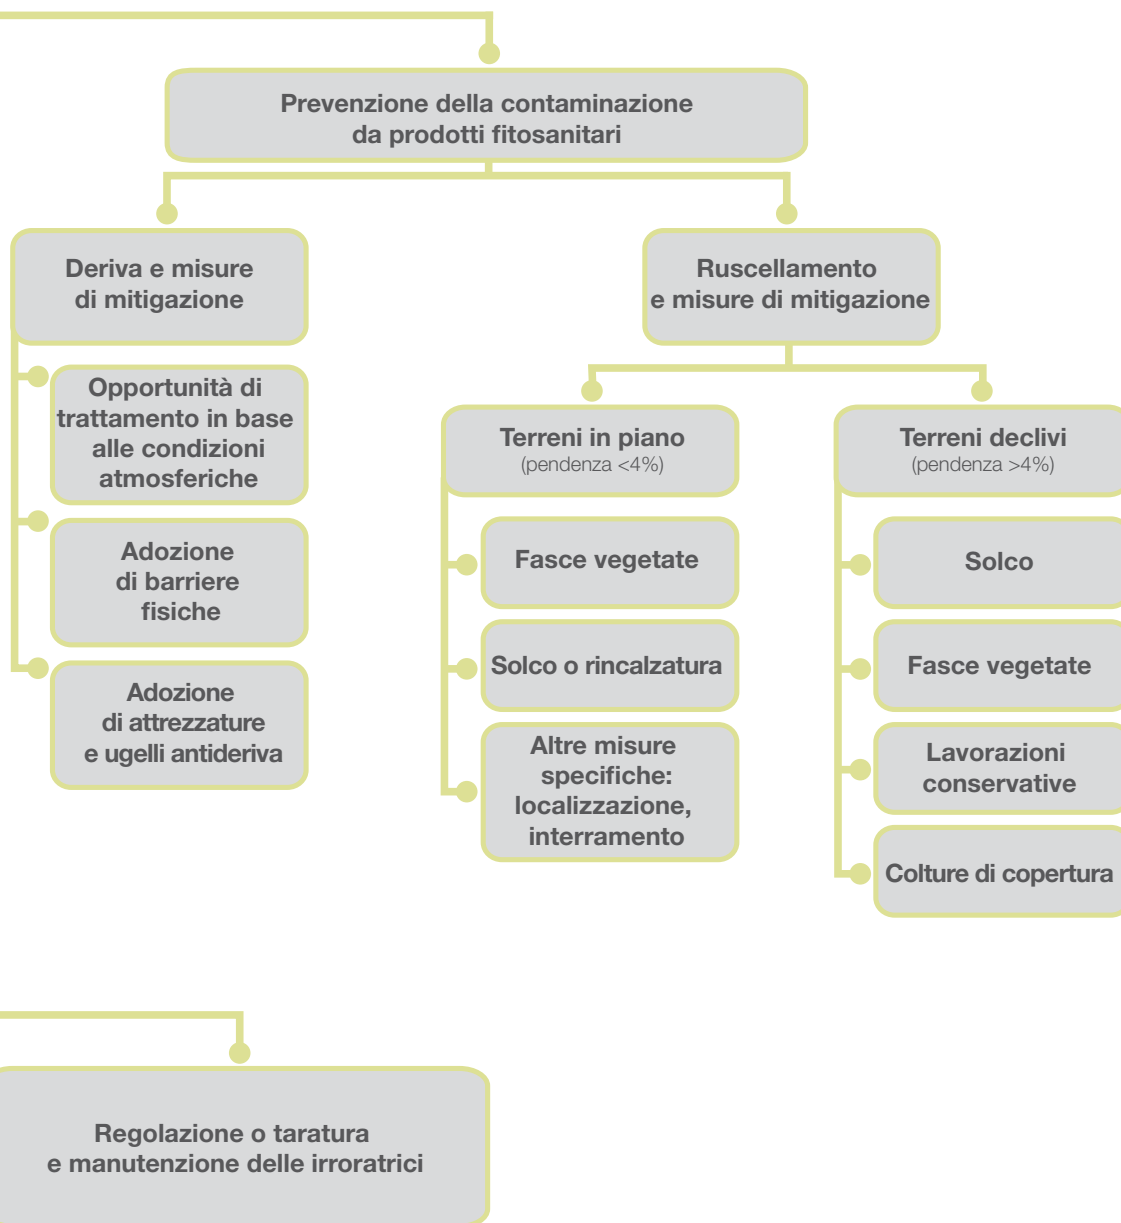 Prevenzione della contaminazione
da prodotti fitosanitari
Deriva e misure
di mitigazione
Opportunità di
trattamento in base
alle condizioni
atmosferiche
Adozione
di barriere
fisiche
Adozione
di attrezzature
e ugelli antideriva
Ruscellamento
e misure di mitigazione
Terreni in piano
(pendenza <4%)
Fasce vegetate
Solco o rincalzatura
Altre misure
specifiche:
localizzazione,
interramento
Terreni declivi
(pendenza >4%)
Solco
Fasce vegetate
Lavorazioni
conservative
Colture di copertura
Regolazione o taratura
e manutenzione delle irroratrici